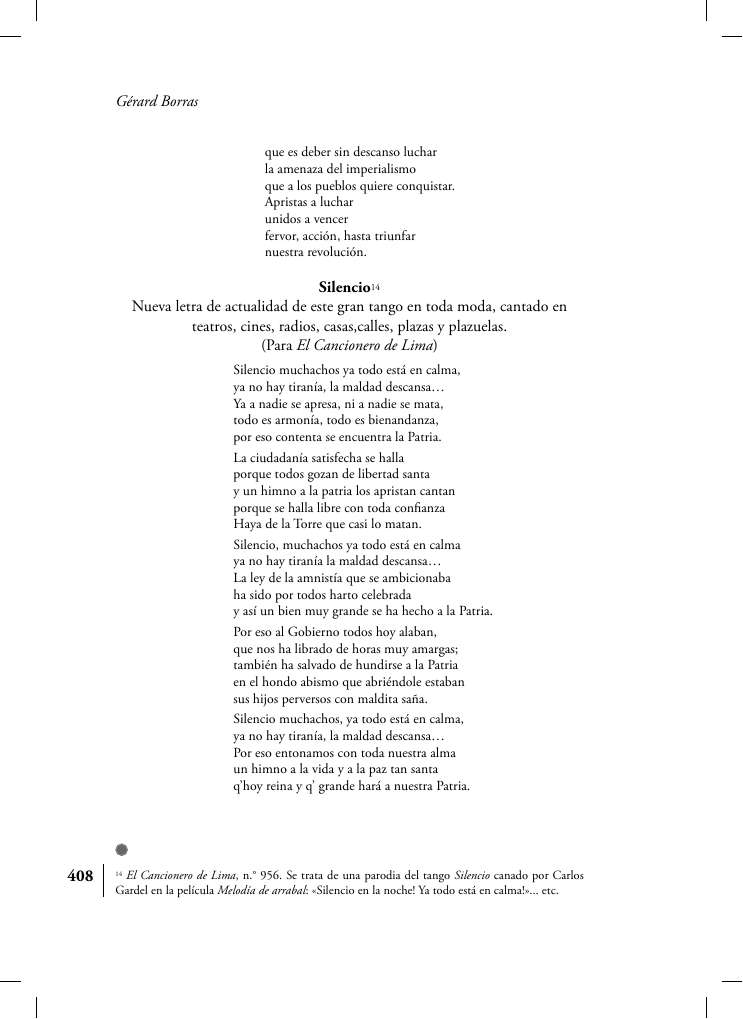 Gérard Borras
que es deber sin descanso luchar
la amenaza del imperialismo
que a los pueblos quiere conquistar.
Apristas a luchar
unidos a vencer
fervor, acción, hasta triunfar
nuestra revolución.
Silencio14
Nueva letra de actualidad de este gran tango en toda moda, cantado en
teatros, cines, radios, casas,calles, plazas y plazuelas.
(Para El Cancionero de Lima)
Silencio muchachos ya todo está en calma,
ya no hay tiranía, la maldad descansa…
Ya a nadie se apresa, ni a nadie se mata,
todo es armonía, todo es bienandanza,
por eso contenta se encuentra la Patria.
La ciudadanía satisfecha se halla
porque todos gozan de libertad santa
y un himno a la patria los apristan cantan
porque se halla libre con toda confianza
Haya de la Torre que casi lo matan.
Silencio, muchachos ya todo está en calma
ya no hay tiranía la maldad descansa…
La ley de la amnistía que se ambicionaba
ha sido por todos harto celebrada
y así un bien muy grande se ha hecho a la Patria.
Por eso al Gobierno todos hoy alaban,
que nos ha librado de horas muy amargas;
también ha salvado de hundirse a la Patria
en el hondo abismo que abriéndole estaban
sus hijos perversos con maldita saña.
Silencio muchachos, ya todo está en calma,
ya no hay tiranía, la maldad descansa…
Por eso entonamos con toda nuestra alma
un himno a la vida y a la paz tan santa
q’hoy reina y q’ grande hará a nuestra Patria.
408
14 El Cancionero de Lima, n.° 956. Se trata de una parodia del tango Silencio canado por Carlos
Gardel en la película Melodía de arrabal: «Silencio en la noche! Ya todo está en calma!»... etc.